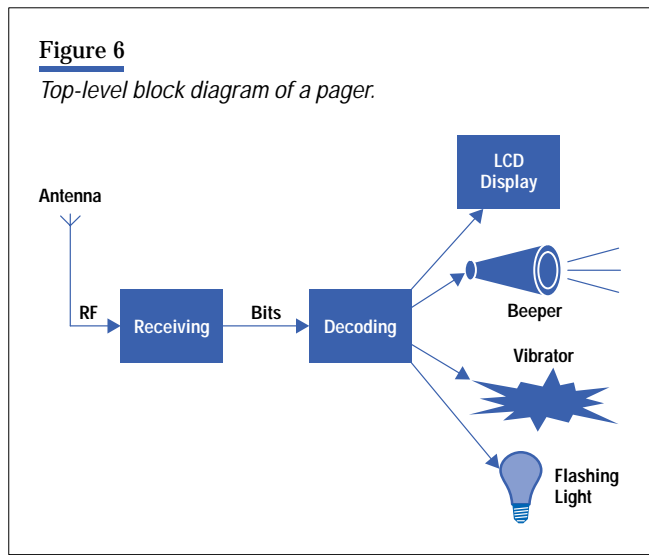 Figure 6
Top-level block diagram of a pager.
LCD
Display
Antenna
RF
Receiving
Bits
Decoding
Beeper
Vibrator
Flashing
Light